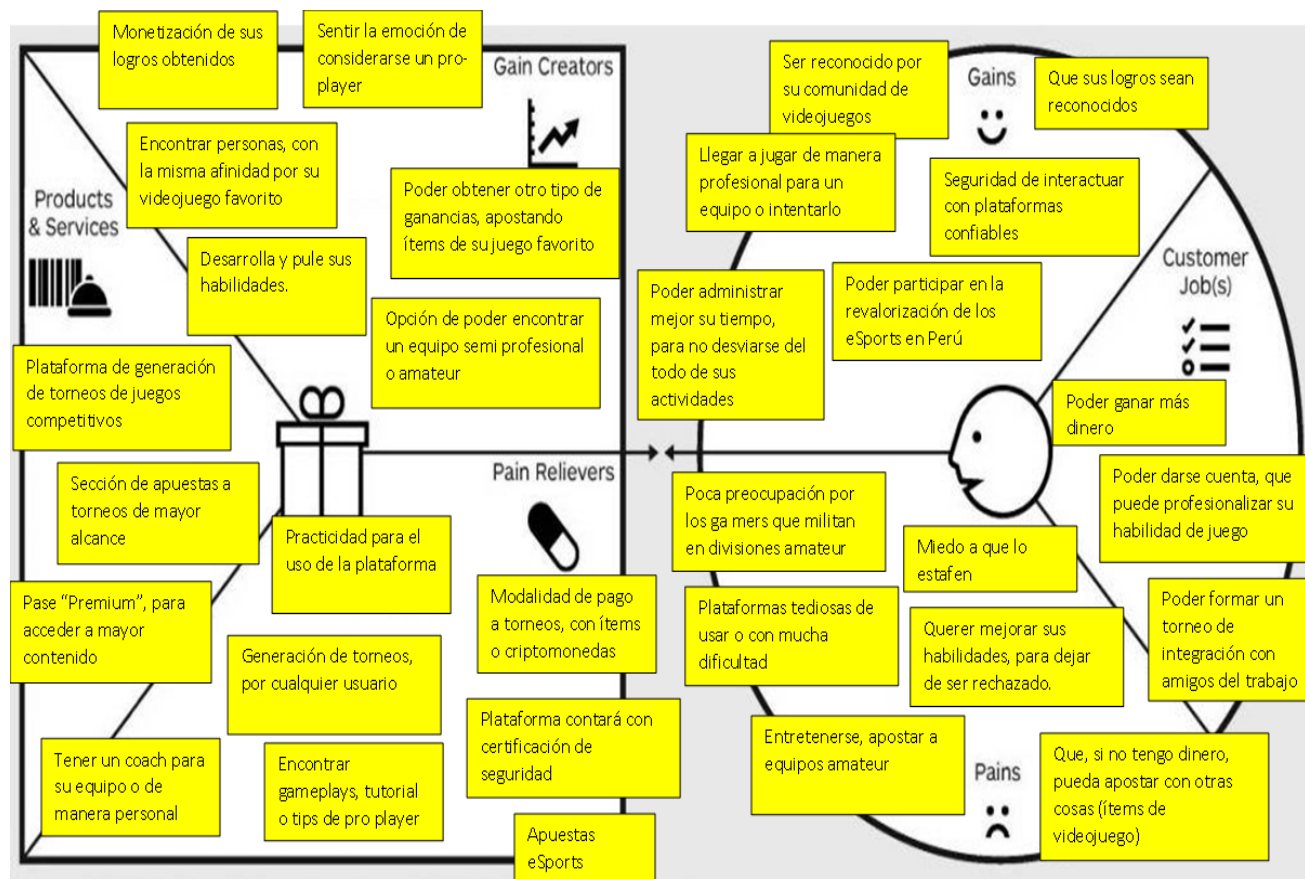 Monetización de sus
logros obtenidos
Sentir la emoción de
considerarse un pro-
player
Gain Creators
Encontrar personas, con
la misma afinidad por su
videojuego favorito
Products
& Services
Poder obtener otro tipo de
ganancias, apostando
ítems de su juego favorito
Desarrolla y pule sus
habilidades.
Opción de poder encontrar
un equipo semi profesional
o amateur
Plataforma de generación
de torneos de juegos
competitivos
Sección de apuestas a
torneos de mayor
alcance
Practicidad para el
uso de la plataforma
Pain Relievers
Pase “Premium”, para
acceder a mayor
contenido
Modalidad de pago
a torneos, con ítems
o criptomonedas
Generación de torneos,
por cualquier usuario
Plataforma contará con
certificación de
seguridad
Tener un coach para
su equipo o de
manera personal
Encontrar
gameplays, tutorial
o tips de pro player
Apuestas
eSports
Ser reconocido por
su comunidad de
videojuegos
Gains
Que sus logros sean
reconocidos
Llegar a jugar de manera
profesional para un
equipo o intentarlo
Seguridad de interactuar
con plataformas
confiables
Customer
Job(s)
Poder administrar
mejor su tiempo,
para no desviarse del
todo de sus
actividades
Poder participar en la
revalorización de los
eSports en Perú
Poder ganar más
dinero
Poder darse cuenta, que
puede profesionalizar su
habilidad de juego
Poca preocupación por
los ga mers que militan
en divisiones amateur
Miedo a que lo
estafen
Plataformas tediosas de
usar o con mucha
dificultad
Querer mejorar sus
habilidades, para dejar
de ser rechazado.
Poder formar un
torneo de
integración con
amigos del trabajo
Entretenerse, apostar a
equipos amateur
Pains
Que, si no tengo dinero,
pueda apostar con otras
cosas (ítems de
videojuego)